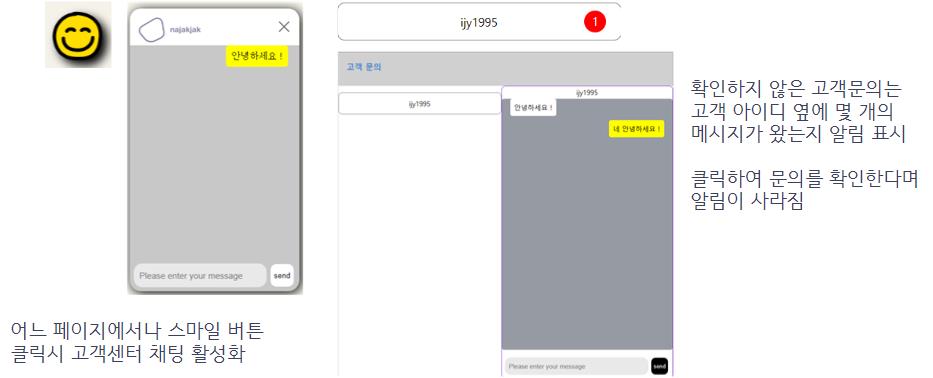 najakjak
안녕하세요 !
Please enter your message
send
어느 페이지에서나 스마일 버튼
클릭시 고객센터 채팅 활성화
ijy1995
1
고객 문의
ijy1995
ijy1995
안녕하세요 !
네 안녕하세요 !
Please enter your message
send
확인하지 않은 고객문의는
고객 아이디 옆에 몇 개의
메시지가 왔는지 알림 표시
클릭하여 문의를 확인한다며
알림이 사라짐